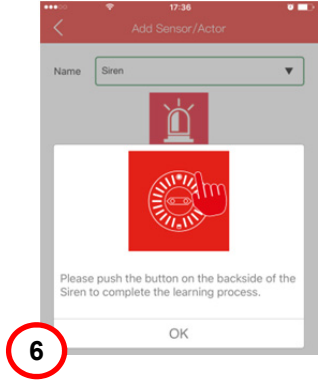 17:36
Add Sensor/Actor
Name Siren
Please push the button on the backside of the
Siren to complete the learning process.
OK
6